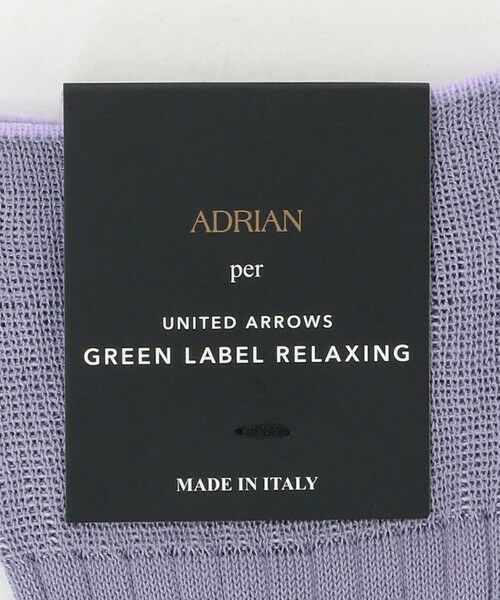 ADRIAN
per
UNITED ARROWS
GREEN LABEL RELAXING
MADE IN ITALY